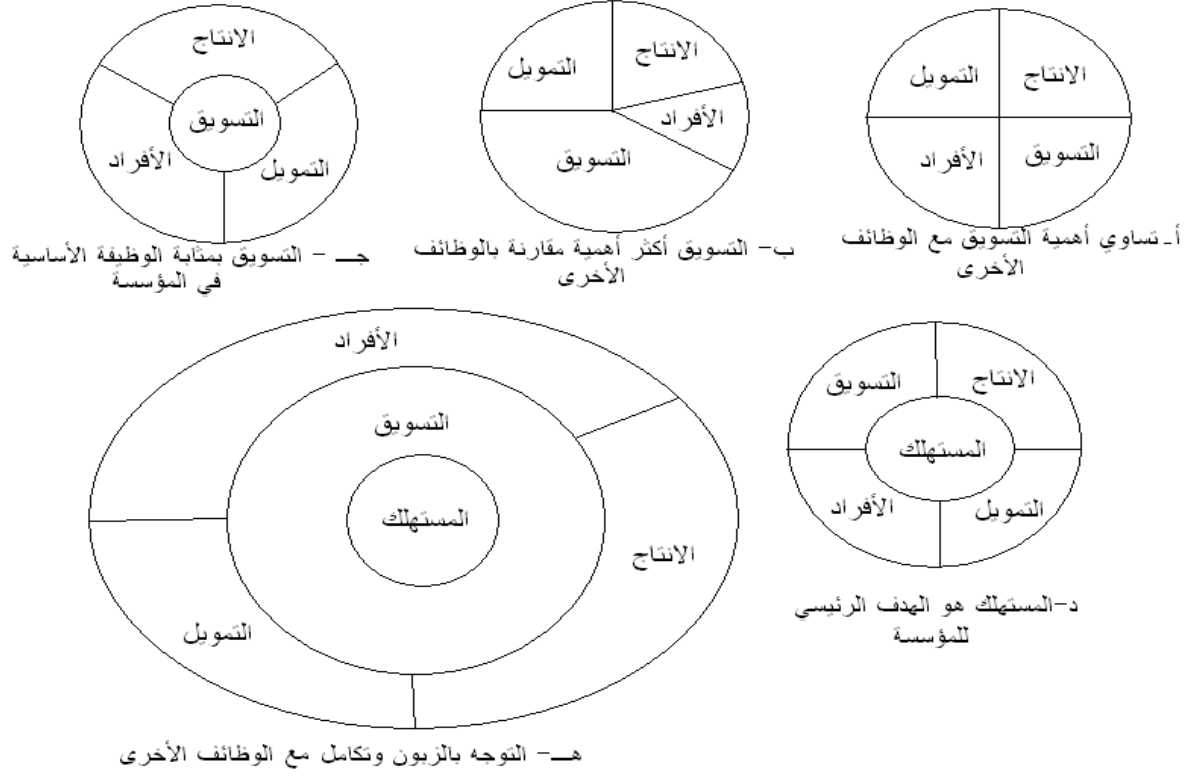 الانتاج
التمويل
التسويق
الأفراد
أ- تساوي أهمية التسويق مع الوظائف
الأخرى
الانتاج
التمويل
الأفراد
التسويق
ب- التسويق أكثر أهمية مقارنة بالوظائف
الأخرى
الانتاج
التسويق
الأفراد
التمويل
جـ - التسويق بمثابة الوظيفة الأساسية
في المؤسسة
الانتاج
التسويق
المستهلك
التمويل
الأفراد
د-المستهلك هو الهدف الرئيسي
للمؤسسة
الأفراد
التسويق
المستهلك
الانتاج
التمويل
هـ- التوجه بالزبون وتكامل مع الوظائف الأخرى